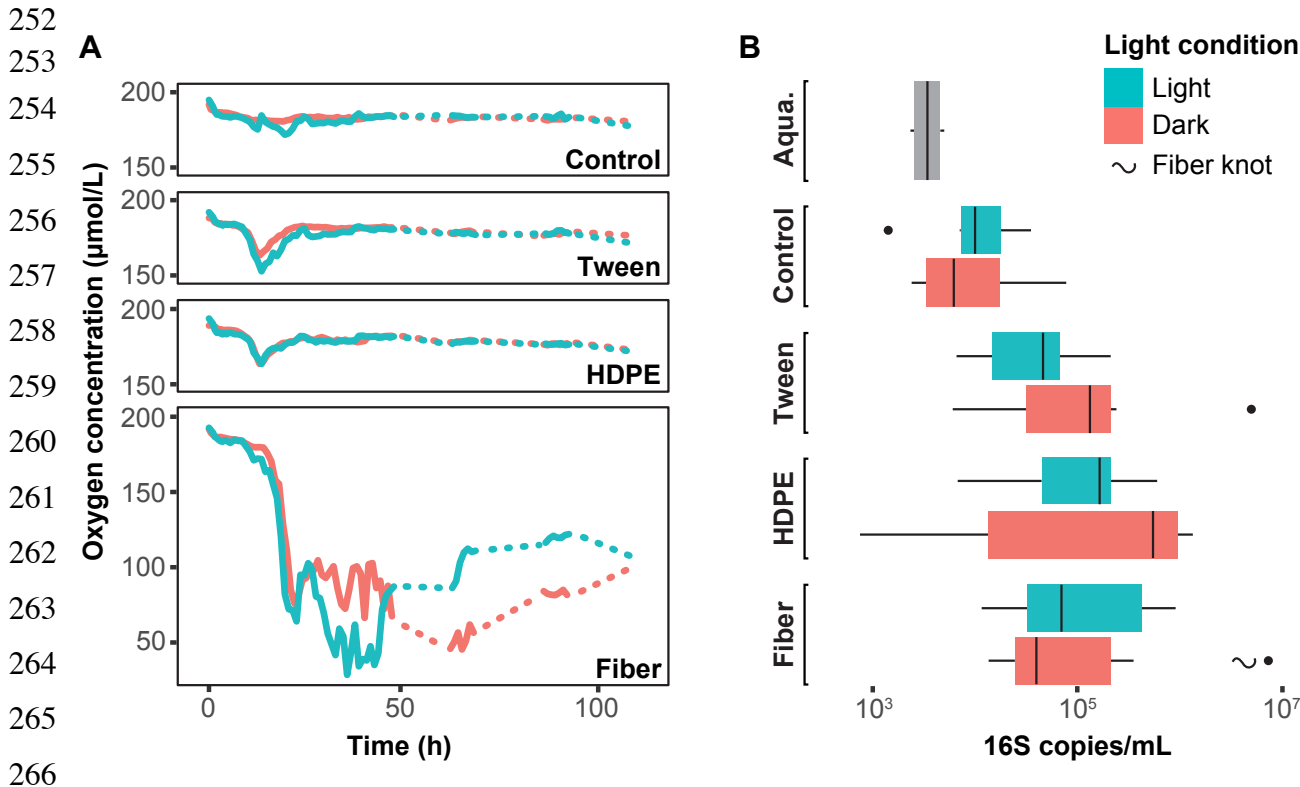 252
253
254
255
256
257
258
259
260
261
262
263
264
265
266
A
Oxygen concentration (µmol/L)
200
150
Control
200
150
Tween
200
150
HDPE
200
150
100
50
Fiber
0
50
100
Time (h)
B
Light condition
Light
Dark
Fiber knot
Aqua.
Control
Tween
HDPE
Fiber
10³
10⁵
10⁷
16S copies/mL